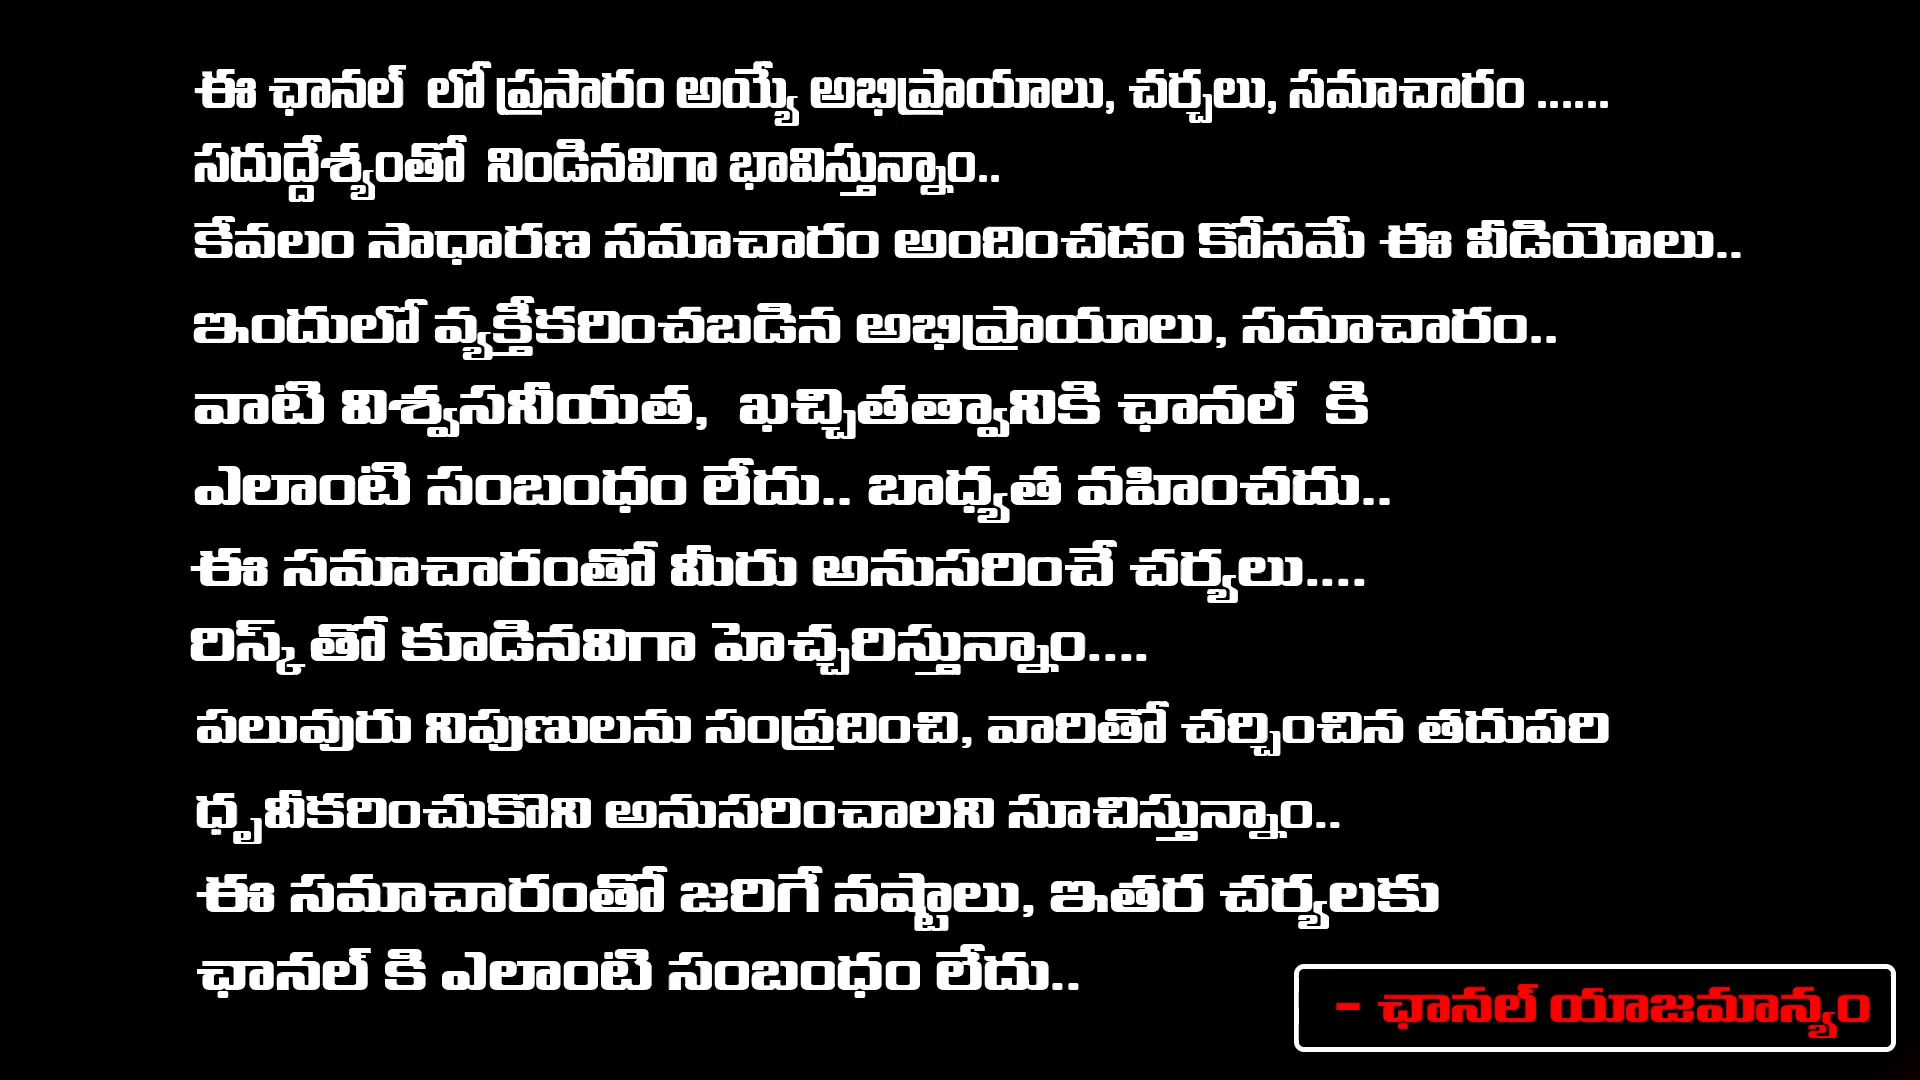 ఈ ఛానల్ లో ప్రసారం అయ్యే అభిప్రాయాలు, చర్చలు, సమాచారం ......
సదుద్దేశ్యంతో నిండినవిగా భావిస్తున్నాం..
కేవలం సాధారణ సమాచారం అందించడం కోసమే ఈ వీడియోలు..
ఇందులో వ్యక్తీకరించబడిన అభిప్రాయాలు, సమాచారం..
వాటి విశ్వసనీయత, ఖచ్చితత్వానికి ఛానల్ కి
ఎలాంటి సంబంధం లేదు.. బాధ్యత వహించదు..
ఈ సమాచారంతో మీరు అనుసరించే చర్యలు....
రిస్క్ తో కూడినవిగా హెచ్చరిస్తున్నాం....
పలువురు నిపుణులను సంప్రదించి, వారితో చర్చించిన తదుపరి
ధృవీకరించుకొని అనుసరించాలని సూచిస్తున్నాం..
ఈ సమాచారంతో జరిగే నష్టాలు, ఇతర చర్యలకు
ఛానల్ కి ఎలాంటి సంబంధం లేదు..
- ఛానల్ యాజమాన్యం